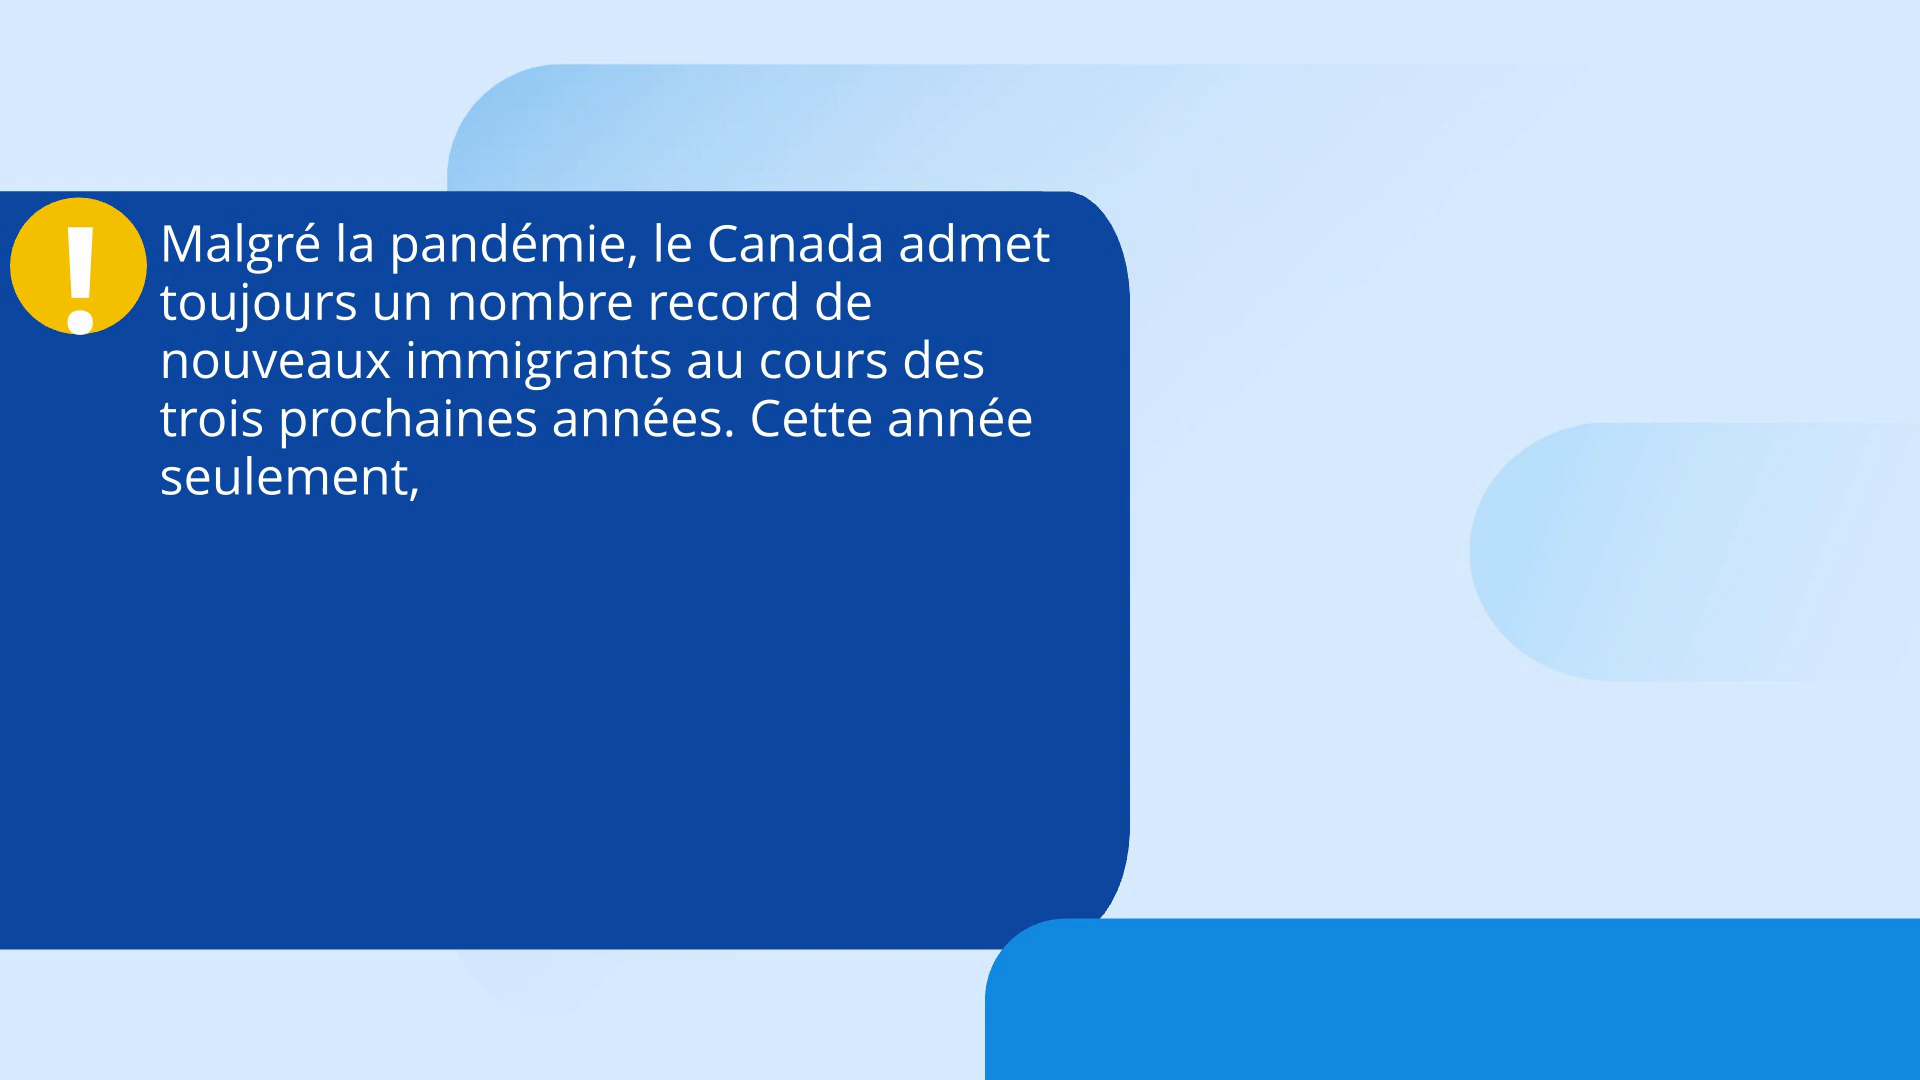 !
Malgré la pandémie, le Canada admet
toujours un nombre record de
nouveaux immigrants au cours des
trois prochaines années. Cette année
seulement,